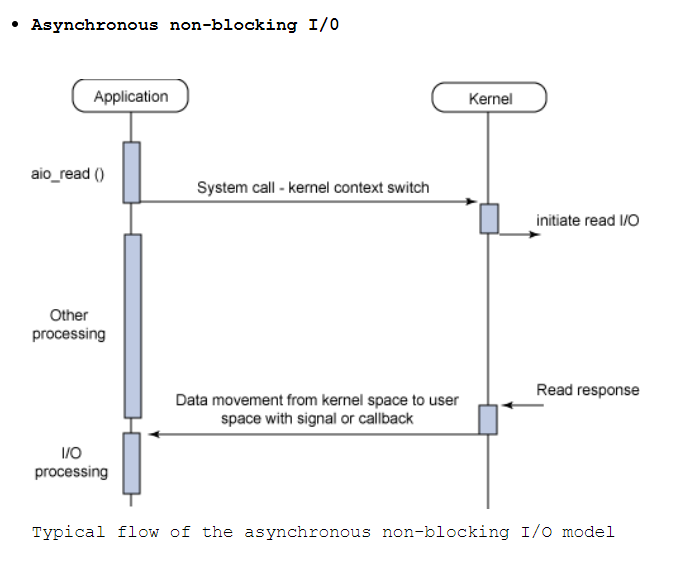 • Asynchronous non-blocking I/O
Application
Kernel
aio_read ()
System call - kernel context switch
initiate read I/O
Other
processing
Read response
Data movement from kernel space to user
space with signal or callback
I/O
processing
Typical flow of the asynchronous non-blocking I/O model